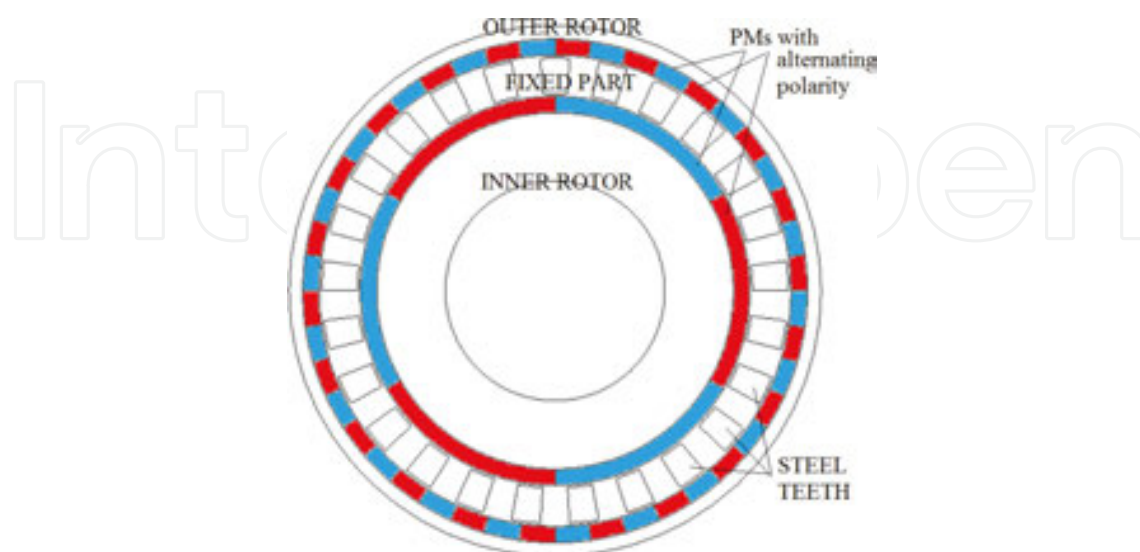 OUTER ROTOR
PMs with
alternating
polarity
FIXED PART
INNER ROTOR
STEEL
TEETH